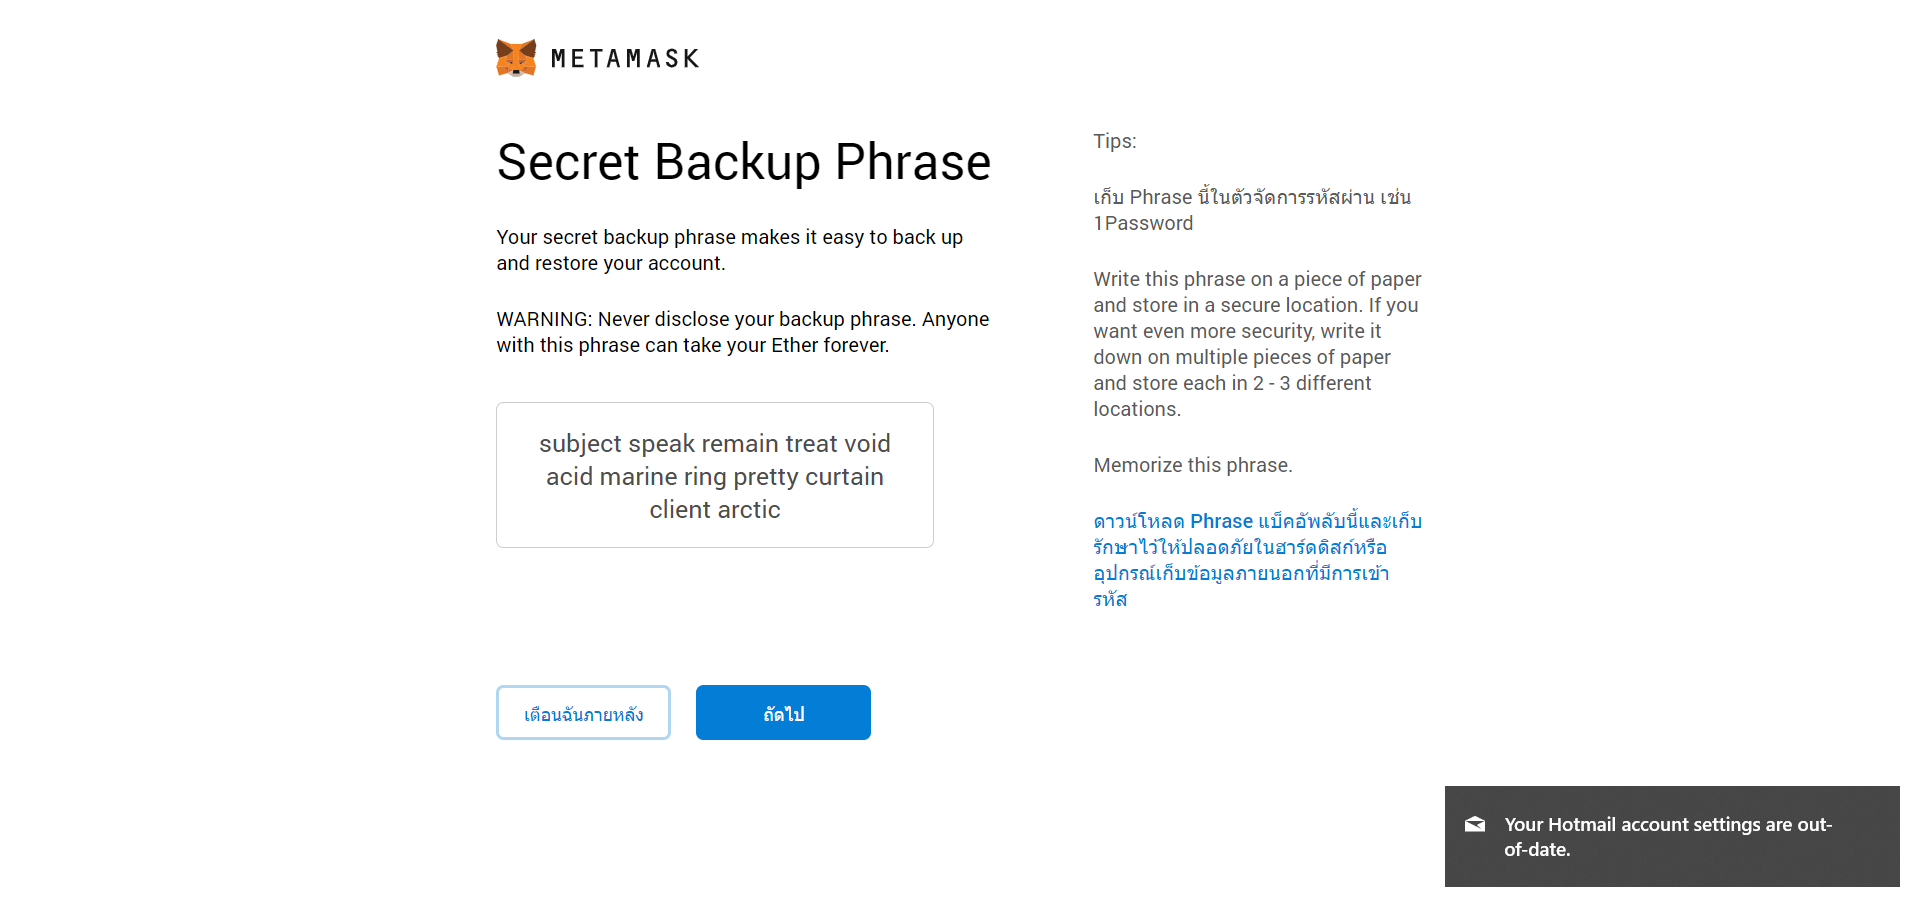 METAMASK
Secret Backup Phrase
Your secret backup phrase makes it easy to back up
and restore your account.
WARNING: Never disclose your backup phrase. Anyone
with this phrase can take your Ether forever.
subject speak remain treat void
acid marine ring pretty curtain
client arctic
เตือนฉันภายหลัง
ถัดไป
Tips:
เก็บ Phrase นี้ในตัวจัดการรหัสผ่าน เช่น
1Password
Write this phrase on a piece of paper
and store in a secure location. If you
want even more security, write it
down on multiple pieces of paper
and store each in 2 - 3 different
locations.
Memorize this phrase.
ดาวน์โหลด Phrase แบ็คอัพลับนี้และเก็บ
รักษาไว้ให้ปลอดภัยในฮาร์ดดิสก์หรือ
อุปกรณ์เก็บข้อมูลภายนอกที่มีการเข้า
รหัส
Your Hotmail account settings are out-
of-date.